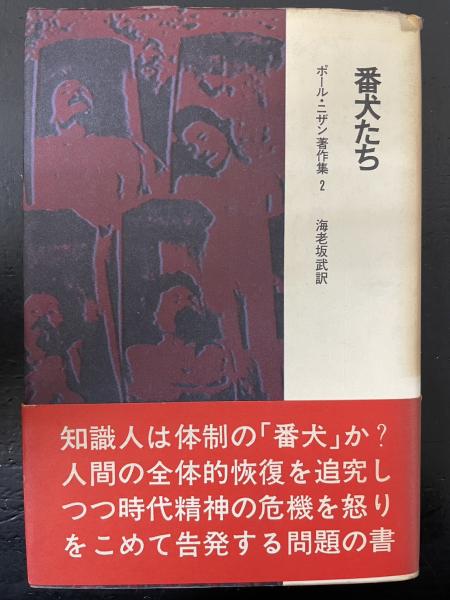 番犬たち
ポール・ニザン著作集 2
海老坂武訳
知識人は体制の「番犬」か?
人間の全体的恢復を追究し
つつ時代精神の危機を怒り
をこめて告発する問題の書